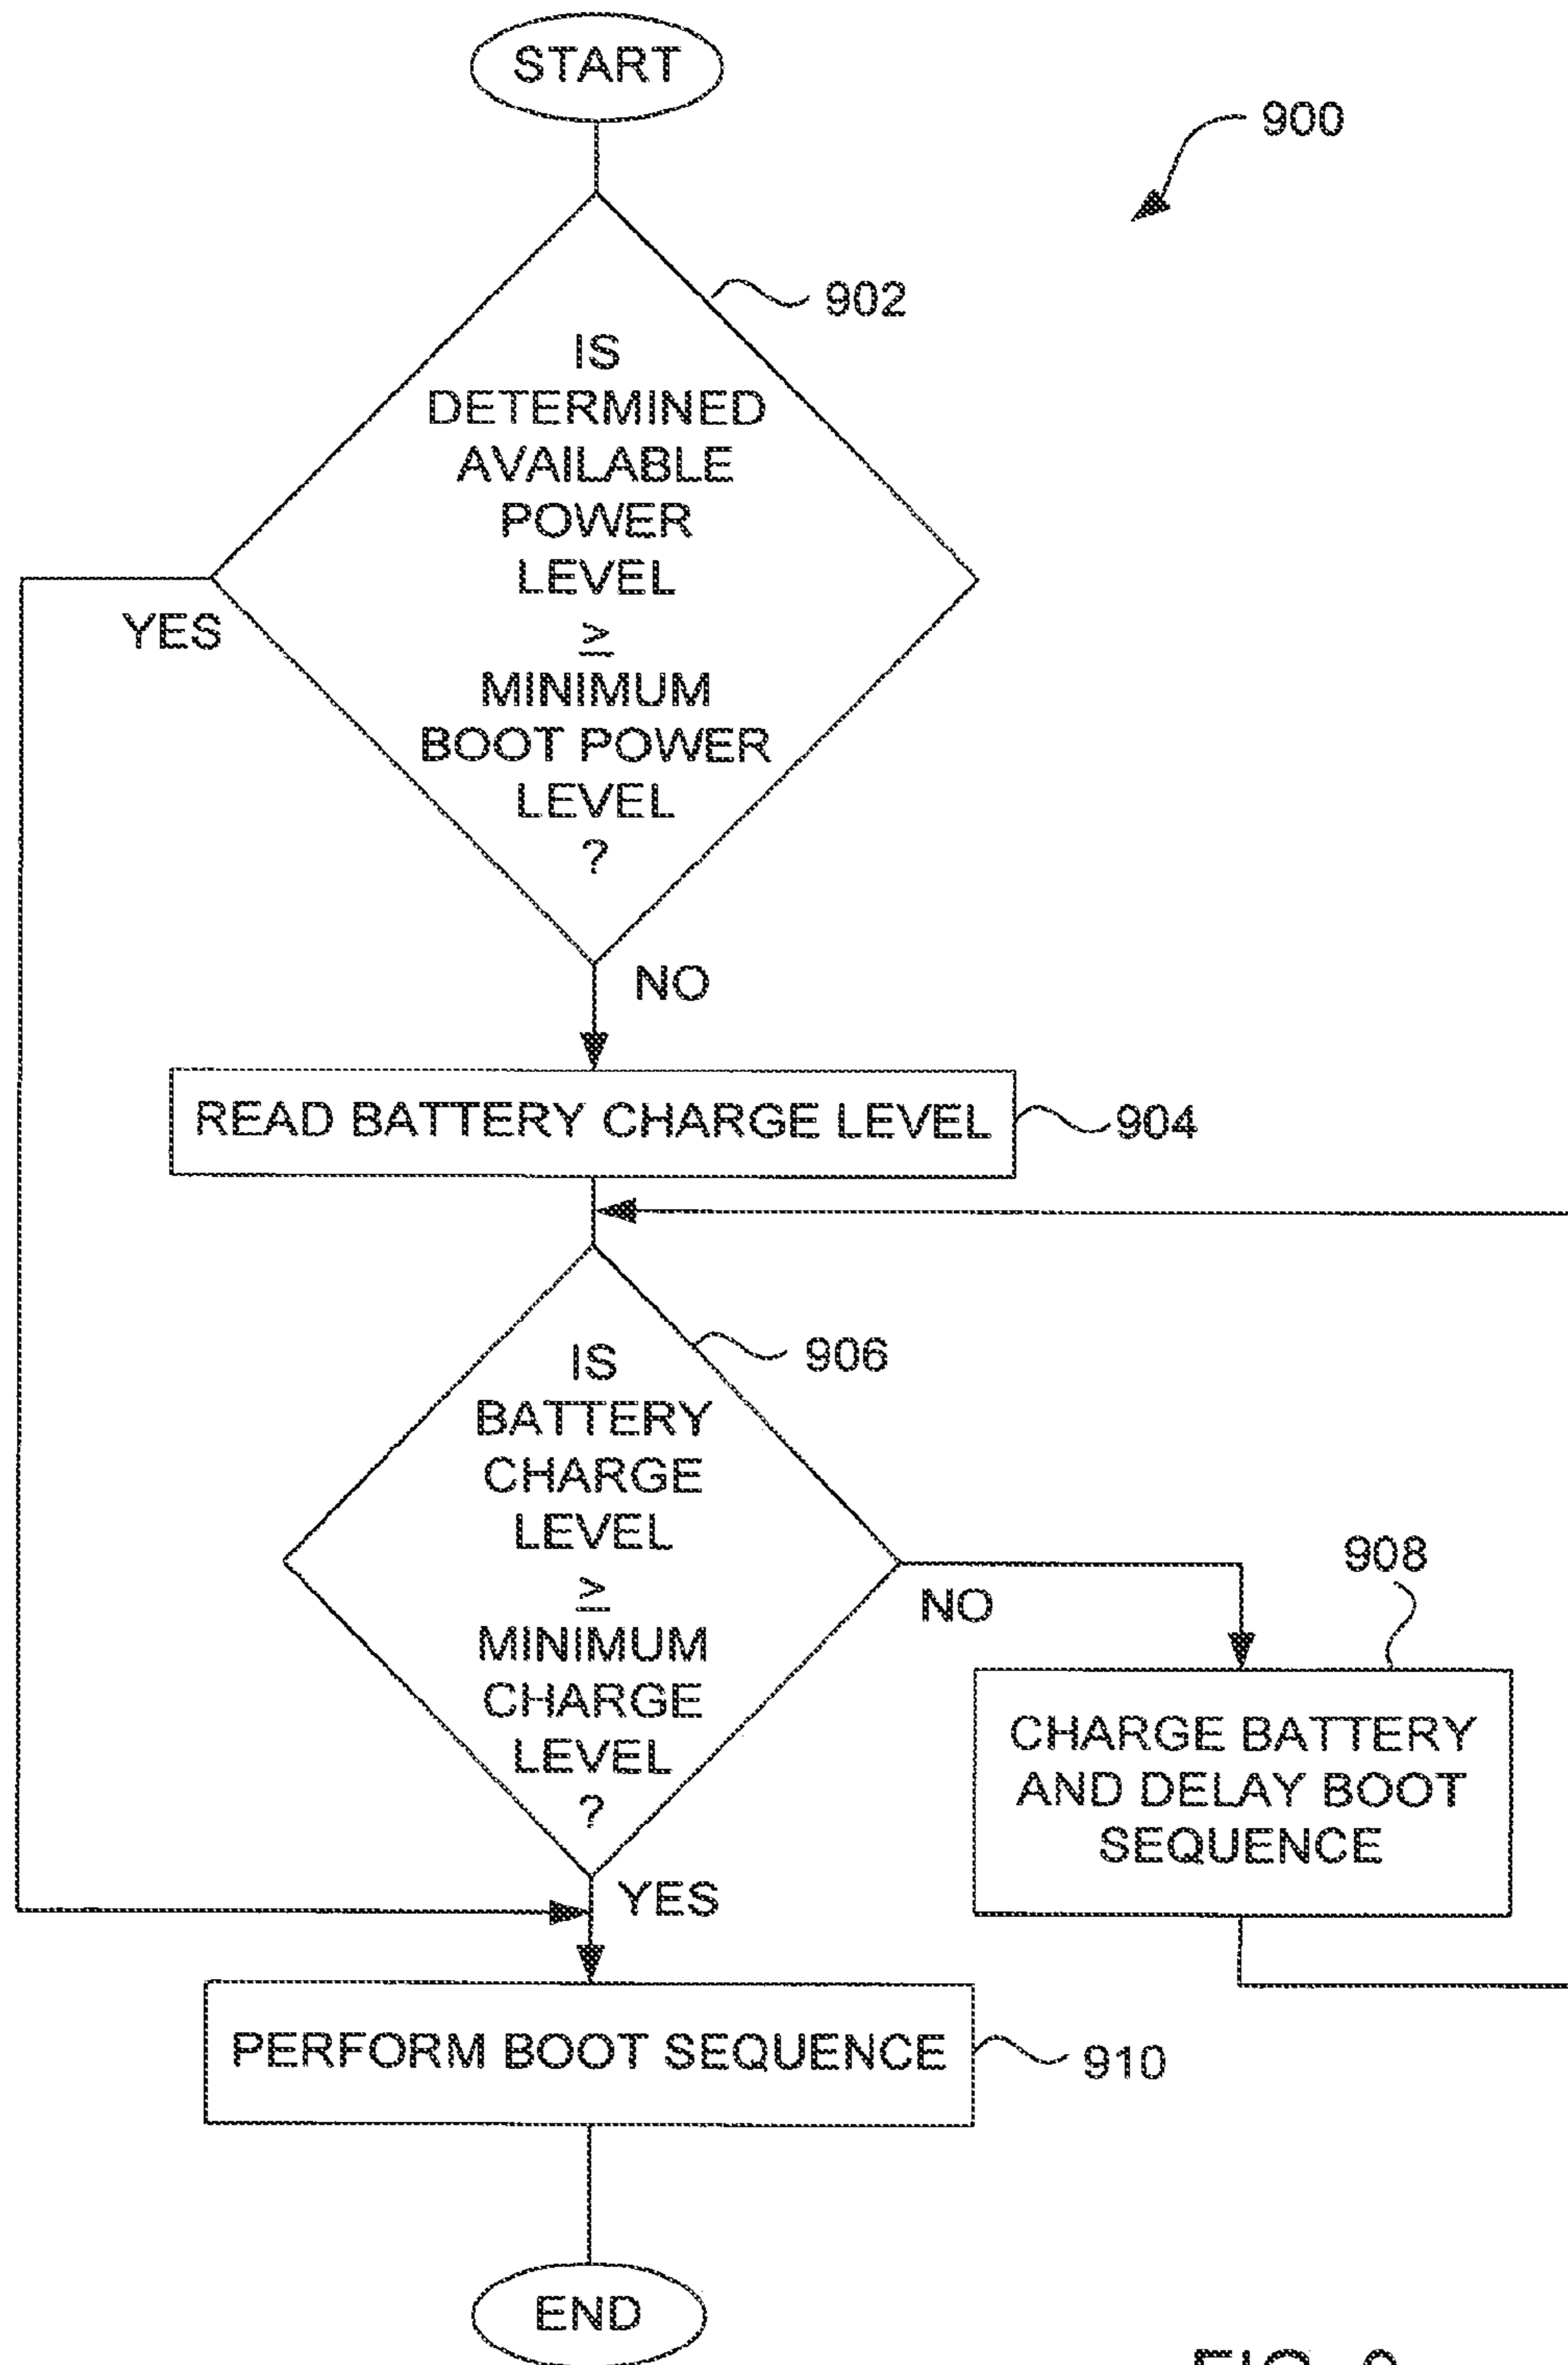 START
900
902
IS
DETERMINED
AVAILABLE
POWER
LEVEL
≥
MINIMUM
BOOT POWER
LEVEL
?
YES
NO
READ BATTERY CHARGE LEVEL
904
906
IS
BATTERY
CHARGE
LEVEL
≥
MINIMUM
CHARGE
LEVEL
?
NO
908
CHARGE BATTERY
AND DELAY BOOT
SEQUENCE
YES
PERFORM BOOT SEQUENCE
910
END